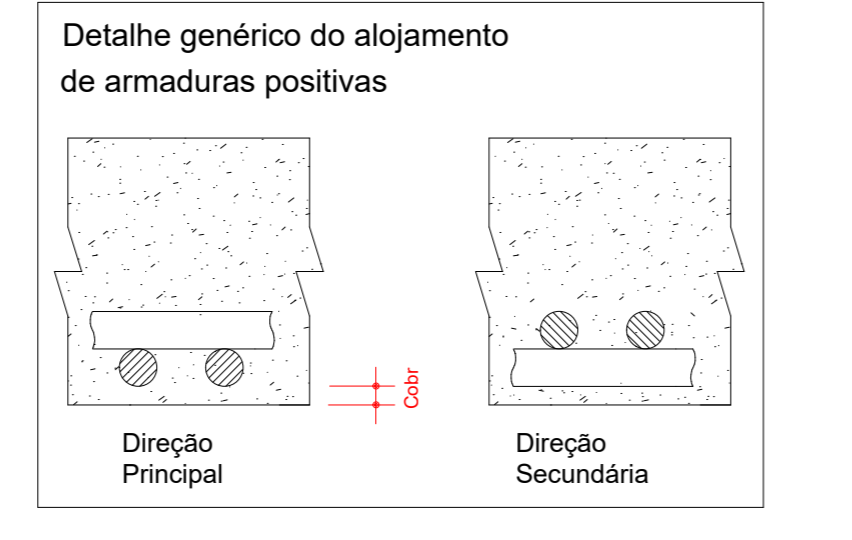 Detalhe genérico do alojamento
de armaduras positivas
Cobr
Direção
Principal
Direção
Secundária